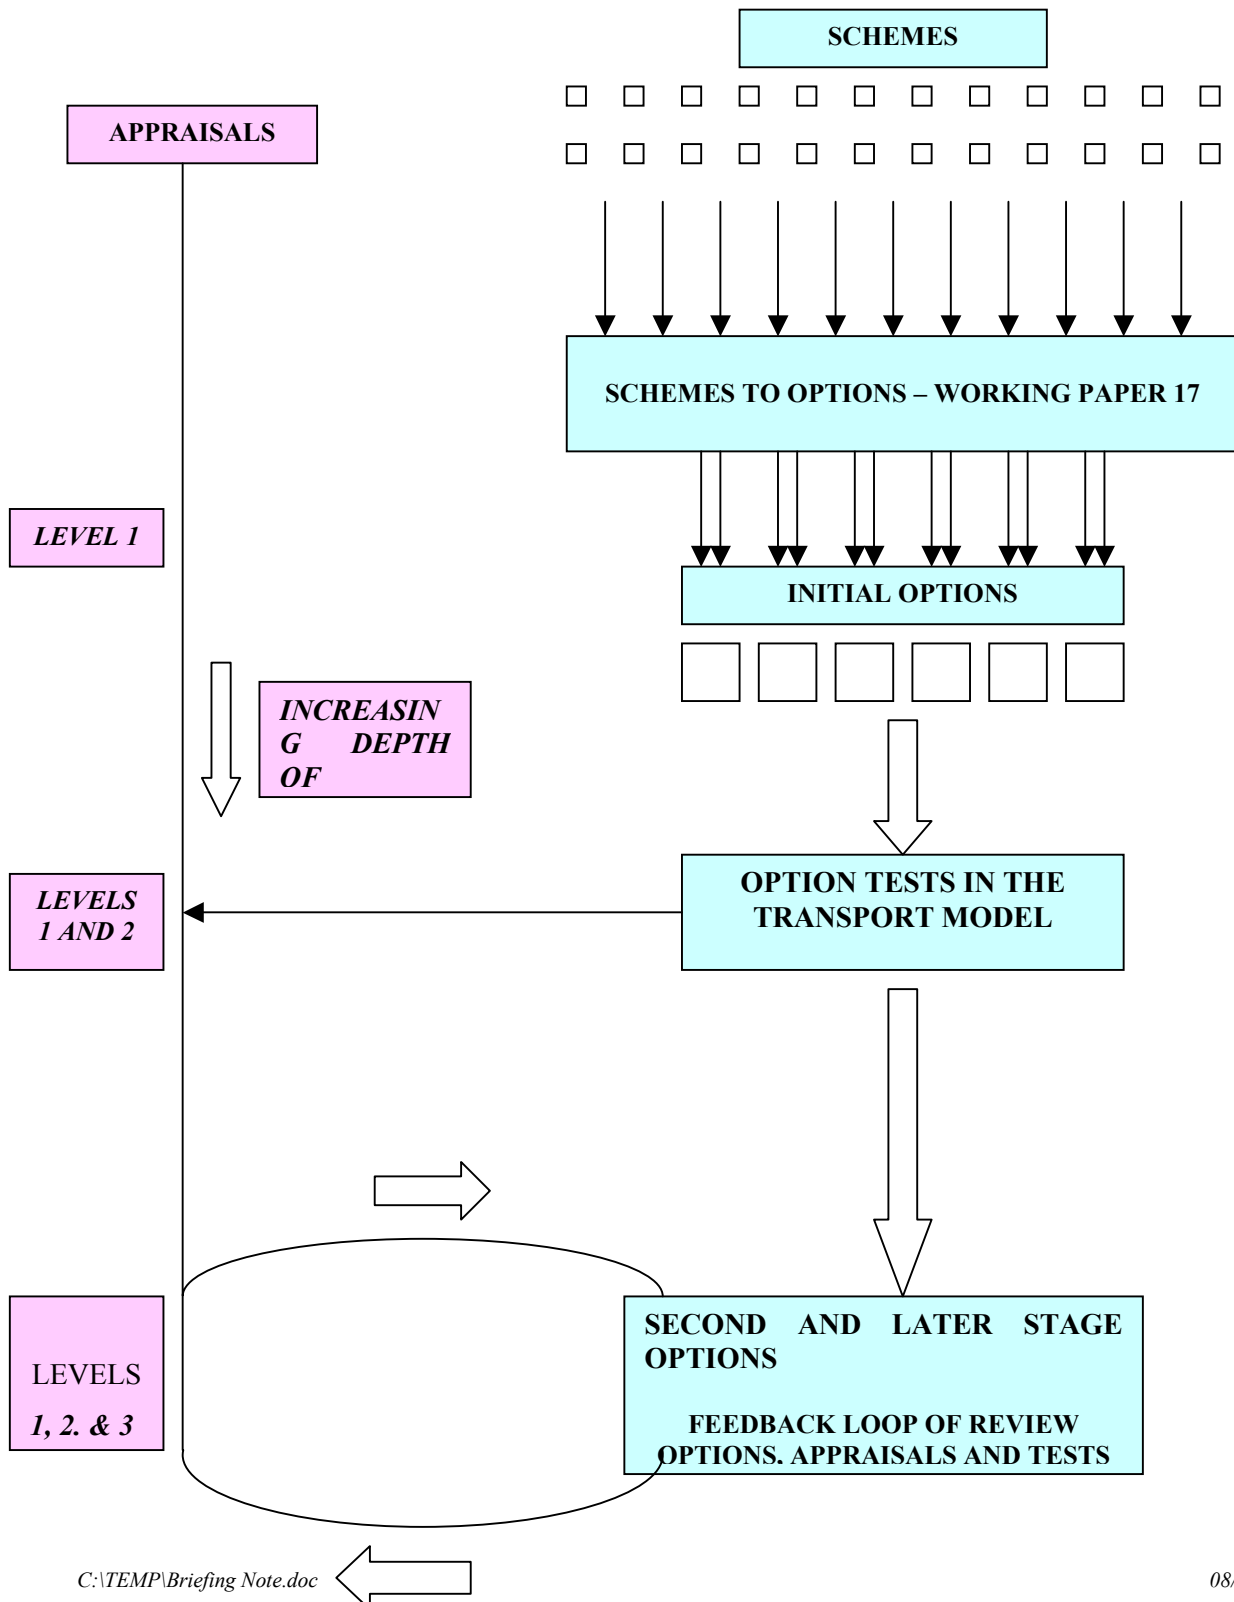 SCHEMES
APPRAISALS
SCHEMES TO OPTIONS – WORKING PAPER 17
LEVEL 1
INITIAL OPTIONS
INCREASIN
G DEPTH
OF
OPTION TESTS IN THE
TRANSPORT MODEL
LEVELS
1 AND 2
SECOND AND LATER STAGE
OPTIONS
FEEDBACK LOOP OF REVIEW
OPTIONS, APPRAISALS AND TESTS
LEVELS
1, 2. & 3
C:\TEMP\Briefing Note.doc
08/